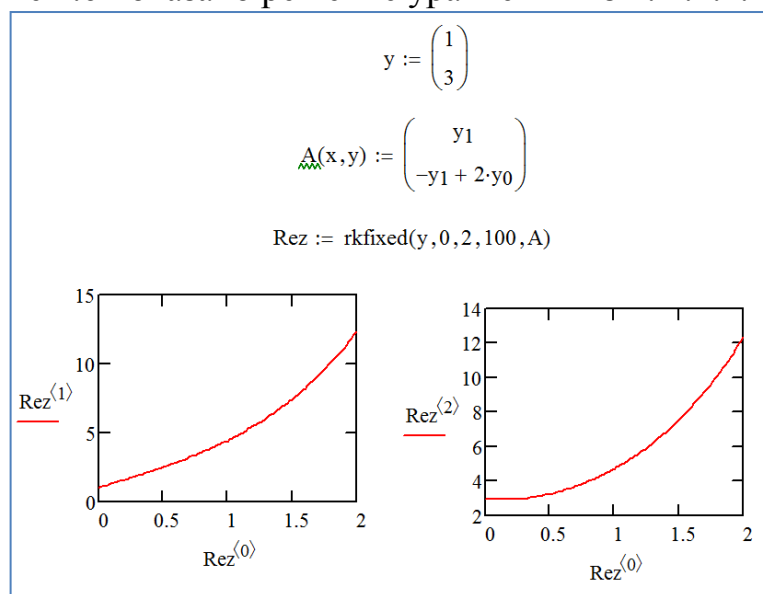 y := ( 1
3 )
A(x,y) := ( y₁
−y₁ + 2·y₀ )
Rez := rkfixed(y,0,2,100,A)
15
10
5
0
Rez⟨1⟩
0 0.5 1 1.5 2
Rez⟨0⟩
14
12
10
8
6
4
2
Rez⟨2⟩
0 0.5 1 1.5 2
Rez⟨0⟩